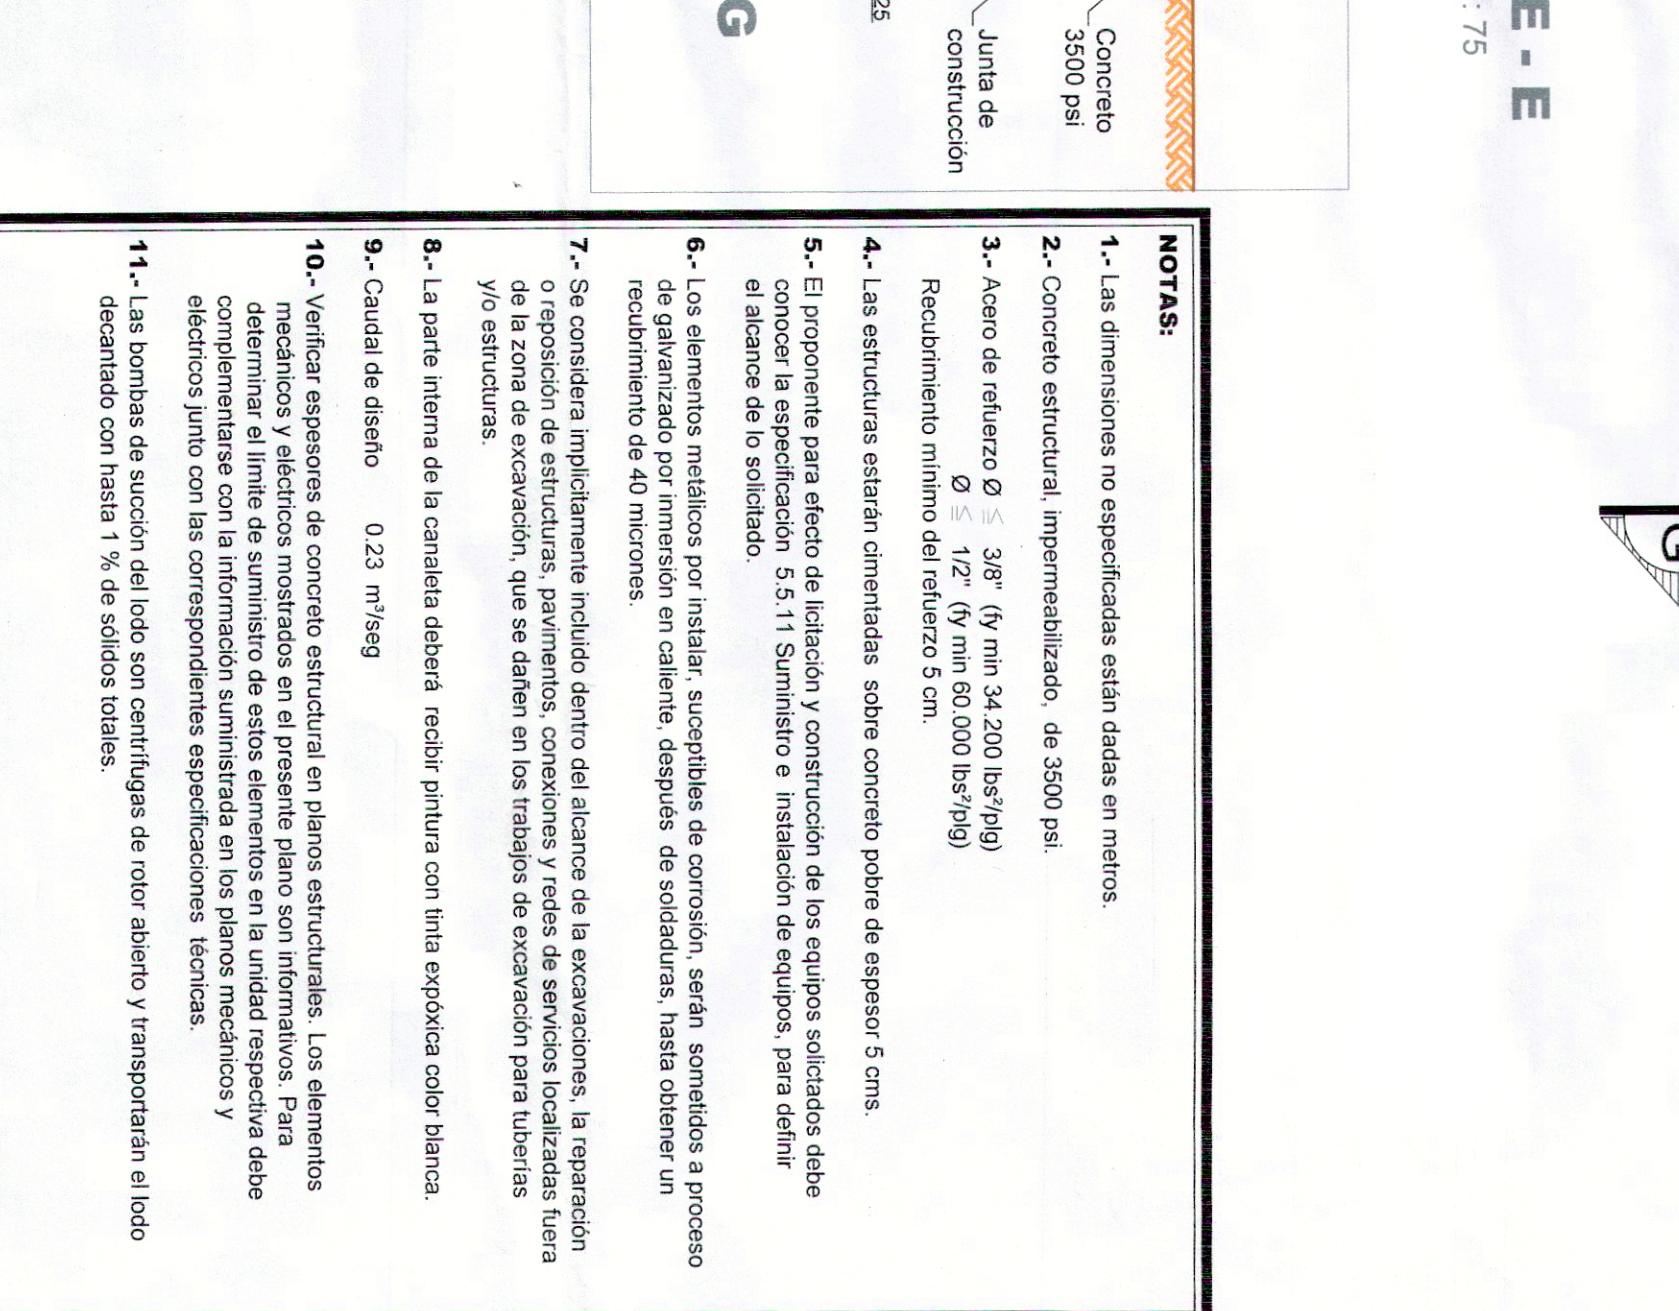 E - E
: 75
G
Concreto
3500 psi
Junta de
construcción
25
G
NOTAS:
1.- Las dimensiones no especificadas están dadas en metros.
2.- Concreto estructural, impermeabilizado, de 3500 psi.
3.- Acero de refuerzo Ø ≤ 3/8" (fy min 34.200 lbs²/plg)
Ø ≤ 1/2" (fy min 60.000 lbs²/plg)
Recubrimiento mínimo del refuerzo 5 cm.
4.- Las estructuras estarán cimentadas sobre concreto pobre de espesor 5 cms.
5.- El proponente para efecto de licitación y construcción de los equipos solictados debe
conocer la especificación 5.5.11 Suministro e instalación de equipos, para definir
el alcance de lo solicitado.
6.- Los elementos metálicos por instalar, suceptibles de corrosión, serán sometidos a proceso
de galvanizado por inmersión en caliente, después de soldaduras, hasta obtener un
recubrimiento de 40 micrones.
7.- Se considera implicitamente incluido dentro del alcance de la excavaciones, la reparación
o reposición de estructuras, pavimentos, conexiones y redes de servicios localizadas fuera
de la zona de excavación, que se dañen en los trabajos de excavación para tuberías
y/o estructuras.
8.- La parte interna de la canaleta deberá recibir pintura con tinta expóxica color blanca.
9.- Caudal de diseño 0.23 m³/seg
10.- Verificar espesores de concreto estructural en planos estructurales. Los elementos
mecánicos y eléctricos mostrados en el presente plano son informativos. Para
determinar el límite de suministro de estos elementos en la unidad respectiva debe
complementarse con la información suministrada en los planos mecánicos y
eléctricos junto con las correspondientes especificaciones técnicas.
11.- Las bombas de succión del lodo son centrífugas de rotor abierto y transportarán el lodo
decantado con hasta 1 % de sólidos totales.